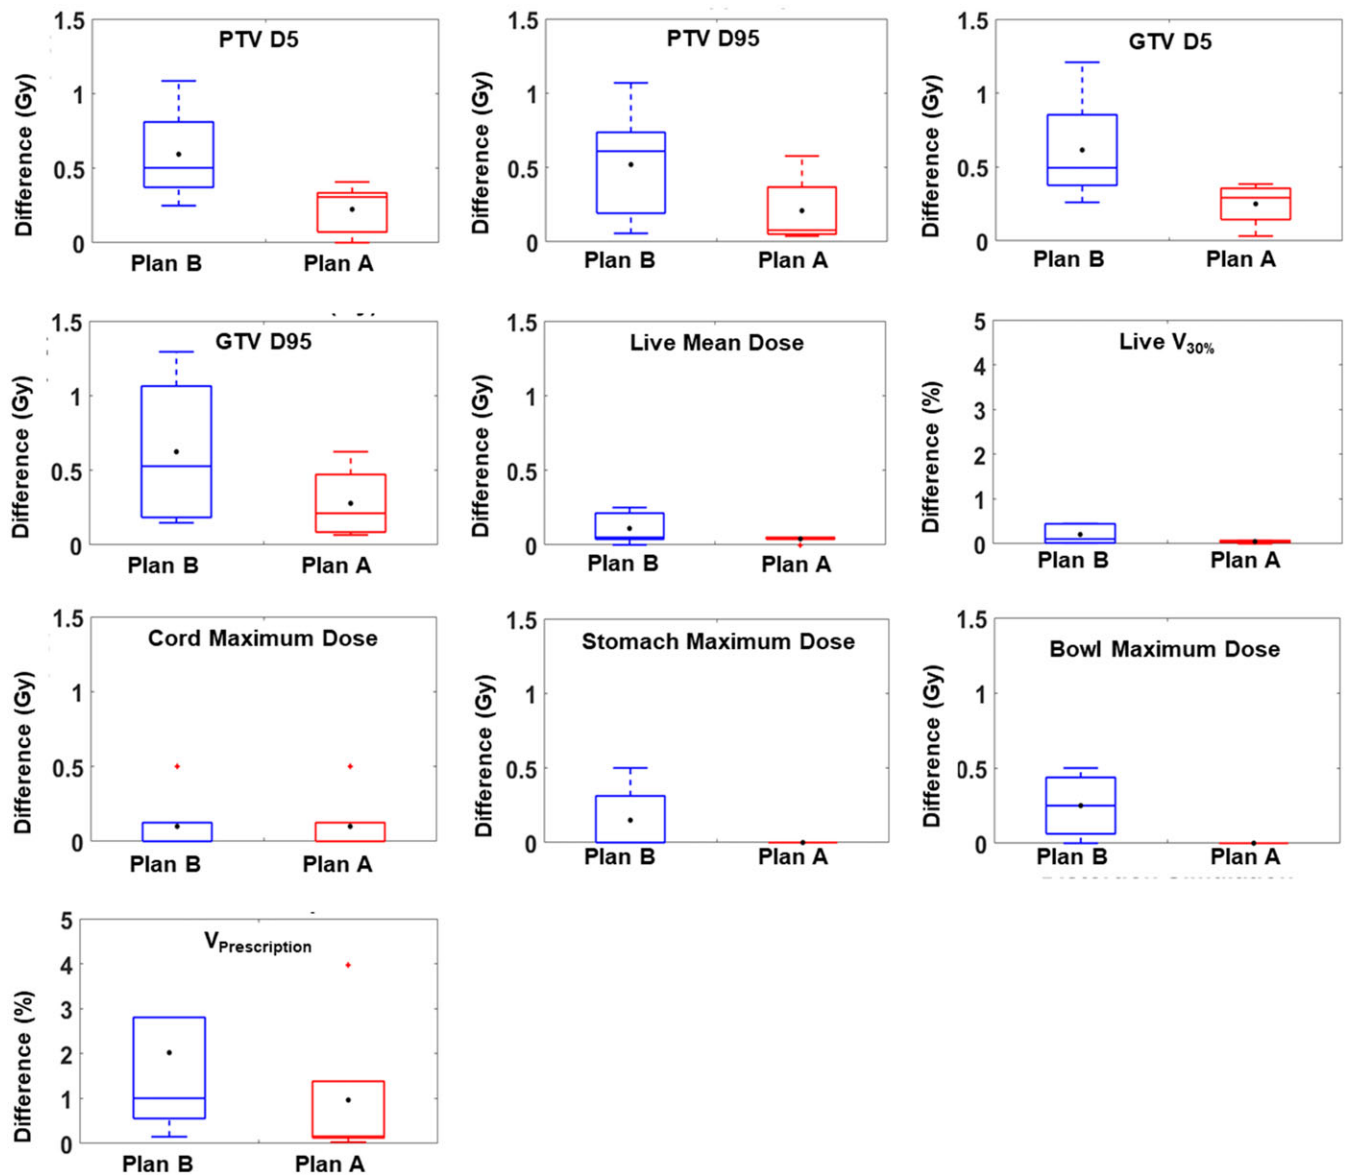 PTV D5
Difference (Gy)
1.5
1
0.5
0
Plan B Plan A
PTV D95
Difference (Gy)
1.5
1
0.5
0
Plan B Plan A
GTV D5
Difference (Gy)
1.5
1
0.5
0
Plan B Plan A
GTV D95
Difference (Gy)
1.5
1
0.5
0
Plan B Plan A
Live Mean Dose
Difference (Gy)
1.5
1
0.5
0
Plan B Plan A
Live V30%
Difference (%)
5
4
3
2
1
0
Plan B Plan A
Cord Maximum Dose
Difference (Gy)
1.5
1
0.5
0
Plan B Plan A
Stomach Maximum Dose
Difference (Gy)
1.5
1
0.5
0
Plan B Plan A
Bowl Maximum Dose
Difference (Gy)
1.5
1
0.5
0
Plan B Plan A
VPrescription
Difference (%)
5
4
3
2
1
0
Plan B Plan A